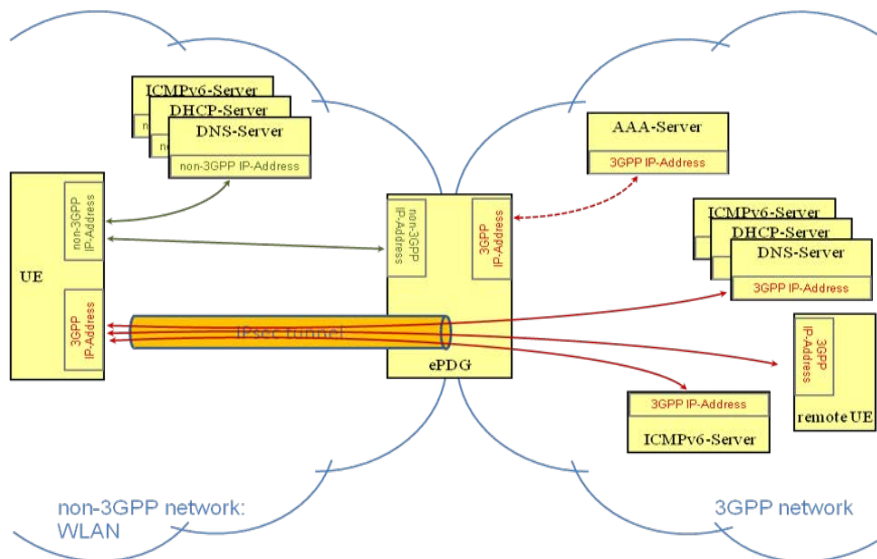 ICMPv6-Server
DHCP-Server
DNS-Server
non-3GPP IP-Address
AAA-Server
3GPP IP-Address
UE
non-3GPP
IP-Address
3GPP
IP-Address
IPsec tunnel
non-3GPP
IP-Address
3GPP
IP-Address
ePDG
ICMPv6-Server
DHCP-Server
DNS-Server
3GPP IP-Address
3GPP
IP-Address
remote UE
3GPP IP-Address
ICMPv6-Server
non-3GPP network:
WLAN
3GPP network